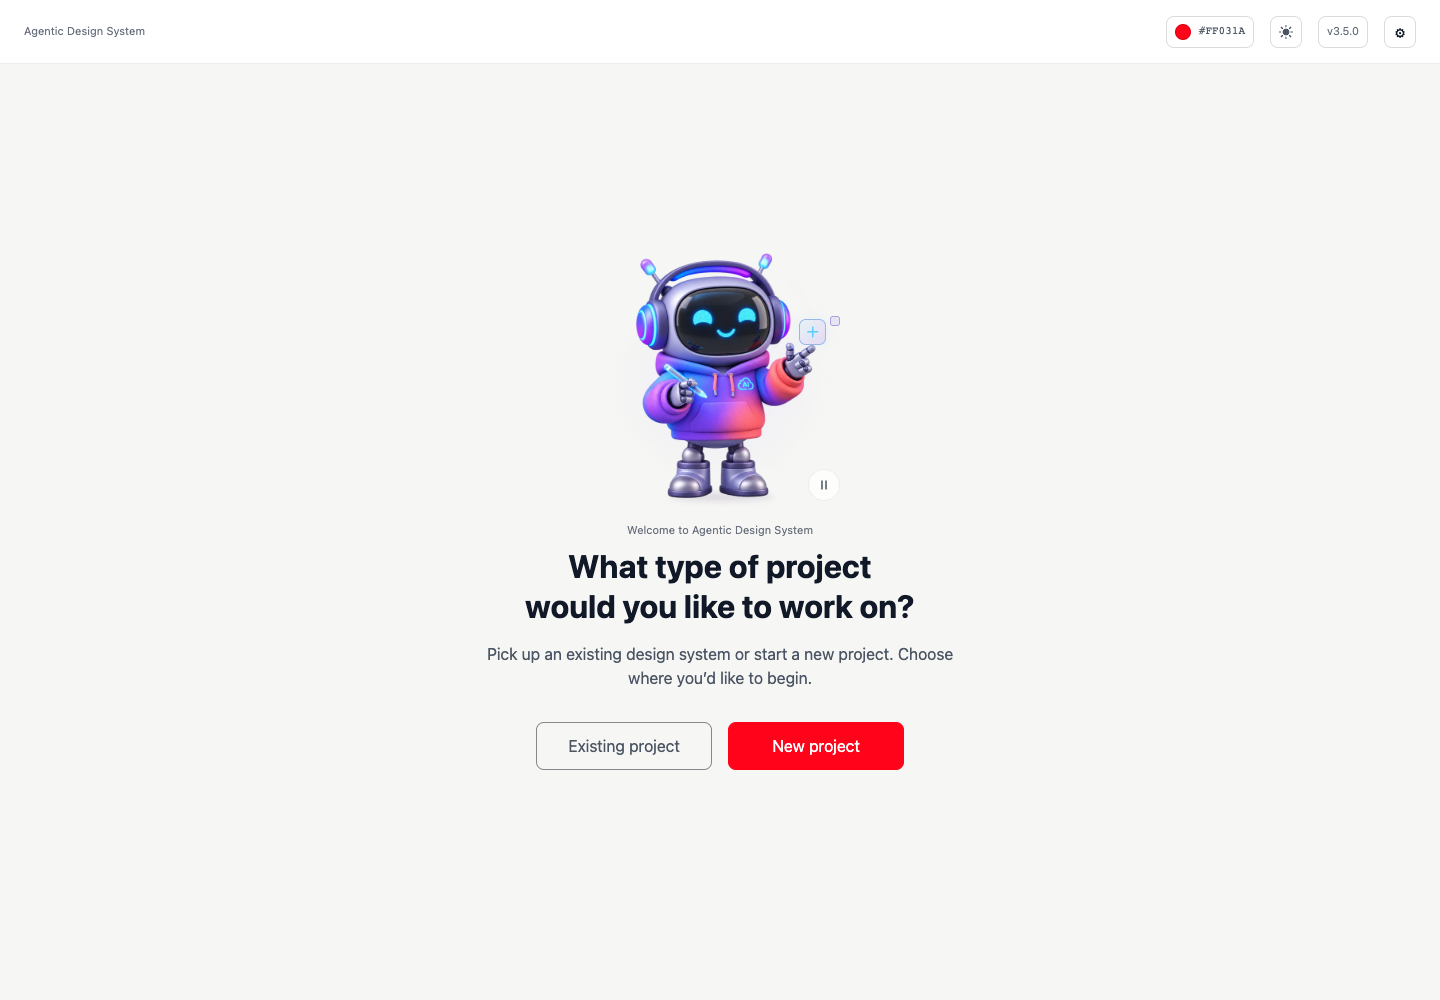 Agentic Design System
#FF031A
v3.5.0
AI
Welcome to Agentic Design System
What type of project
would you like to work on?
Pick up an existing design system or start a new project. Choose
where you’d like to begin.
Existing project
New project